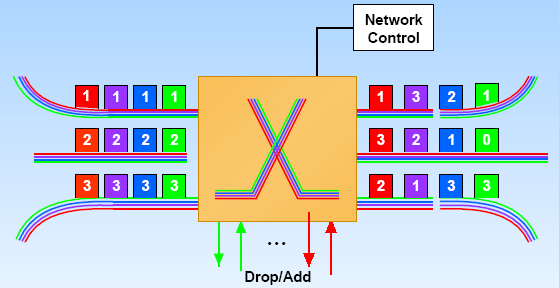 Network
Control
1 1 1 1 1 3 2 1
2 2 2 2 3 2 1 0
3 3 3 3 2 1 3 3
...
Drop/Add